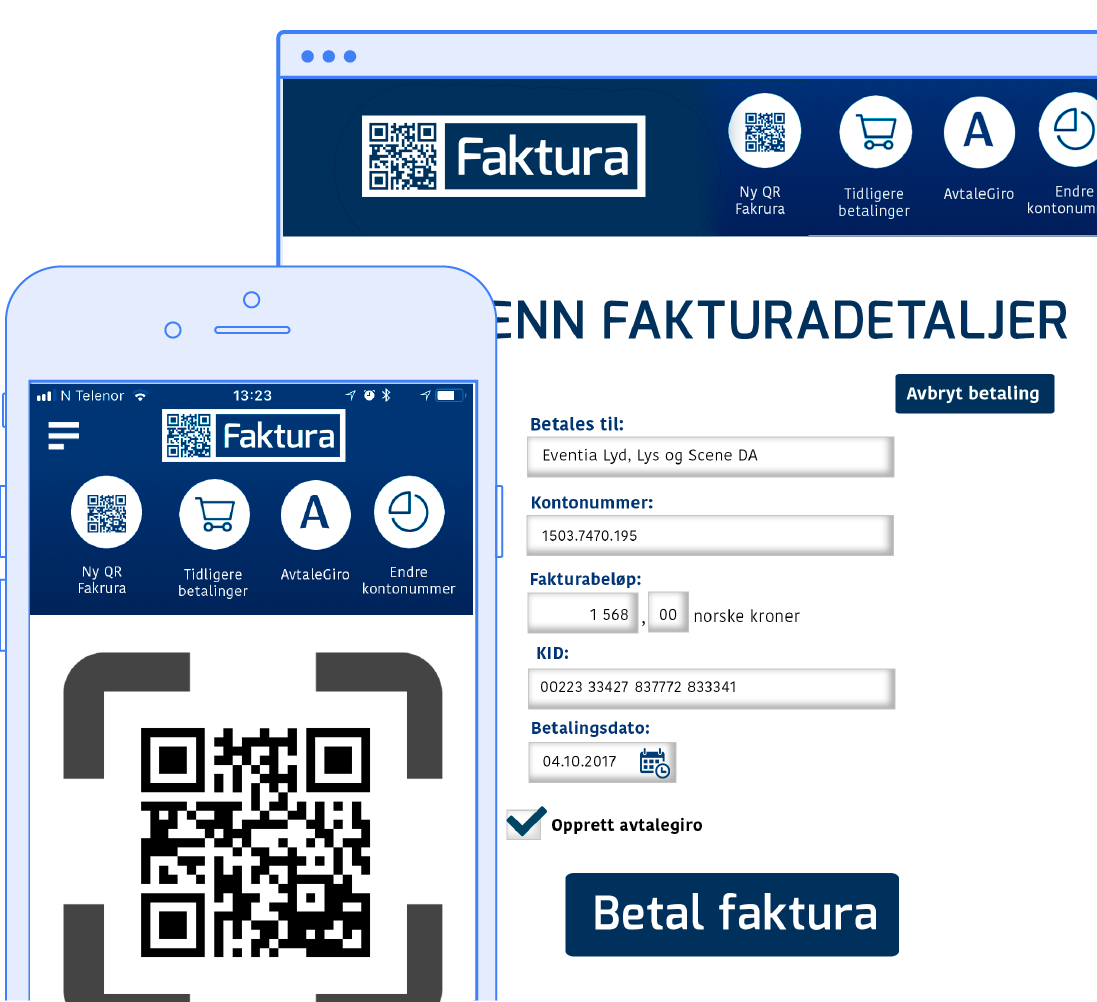 Faktura
Ny QR
Fakrura
Tidligere
betalinger
AvtaleGiro
Endre
kontonum
ENN FAKTURADETALJER
Avbryt betaling
Betales til:
Eventia Lyd, Lys og Scene DA
Kontonummer:
1503.7470.195
Fakturabeløp:
1 568 , 00 norske kroner
KID:
00223 33427 837772 833341
Betalingsdato:
04.10.2017
Opprett avtalegiro
Betal faktura
N Telenor 13:23
Faktura
Ny QR
Fakrura
Tidligere
betalinger
A
AvtaleGiro
Endre
kontonummer